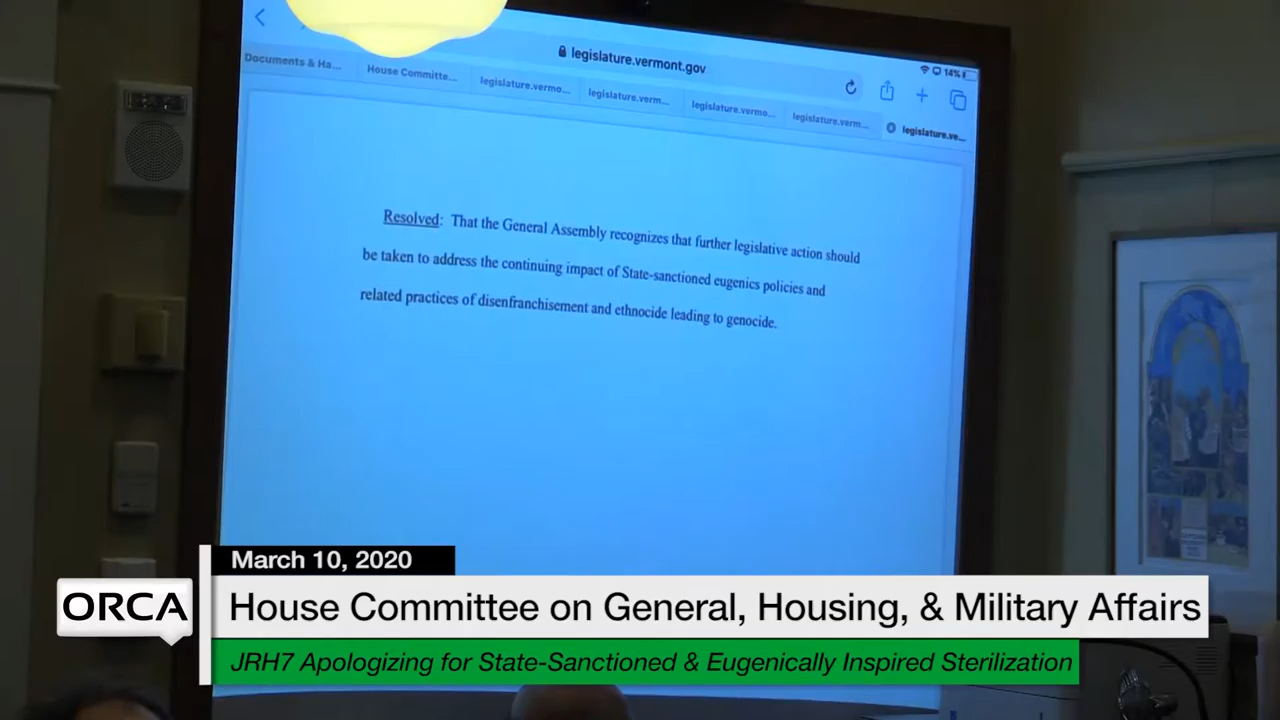 legislature.vermont.gov
14%
Documents & Ha...
House Committe...
legislature.vermo...
legislature.verm...
legislature.vermo...
legislature.verm...
legislature.ve...
Resolved: That the General Assembly recognizes that further legislative action should
be taken to address the continuing impact of State-sanctioned eugenics policies and
related practices of disenfranchisement and ethnocide leading to genocide.
March 10, 2020
ORCA
House Committee on General, Housing, & Military Affairs
JRH7 Apologizing for State-Sanctioned & Eugenically Inspired Sterilization